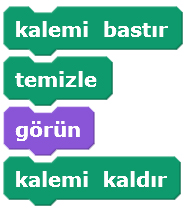 kalemi bastır
temizle
görün
kalemi kaldır